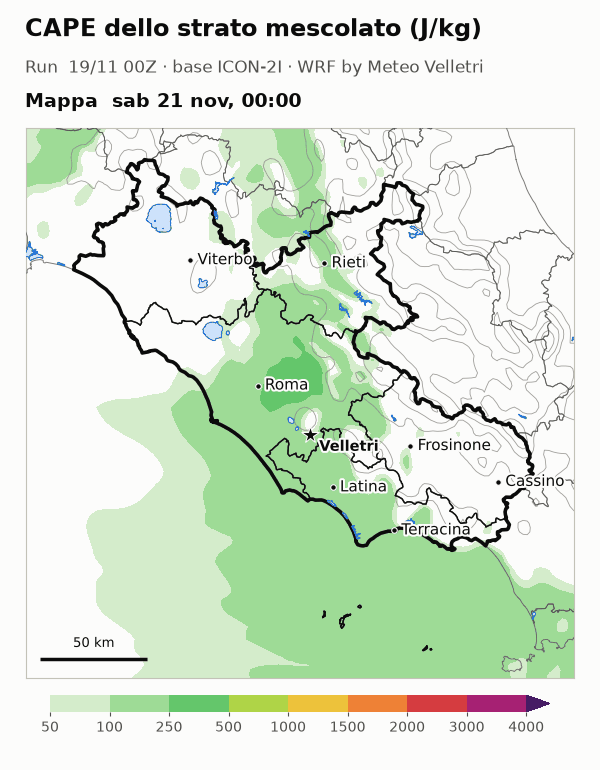 CAPE dello strato mescolato (J/kg)
Run  19/11 00Z · base ICON-2I · WRF by Meteo Velletri
Mappa  sab 21 nov, 00:00
Viterbo
Rieti
Roma
Velletri
Frosinone
Cassino
Latina
Terracina
50 km
50 100 250 500 1000 1500 2000 3000 4000